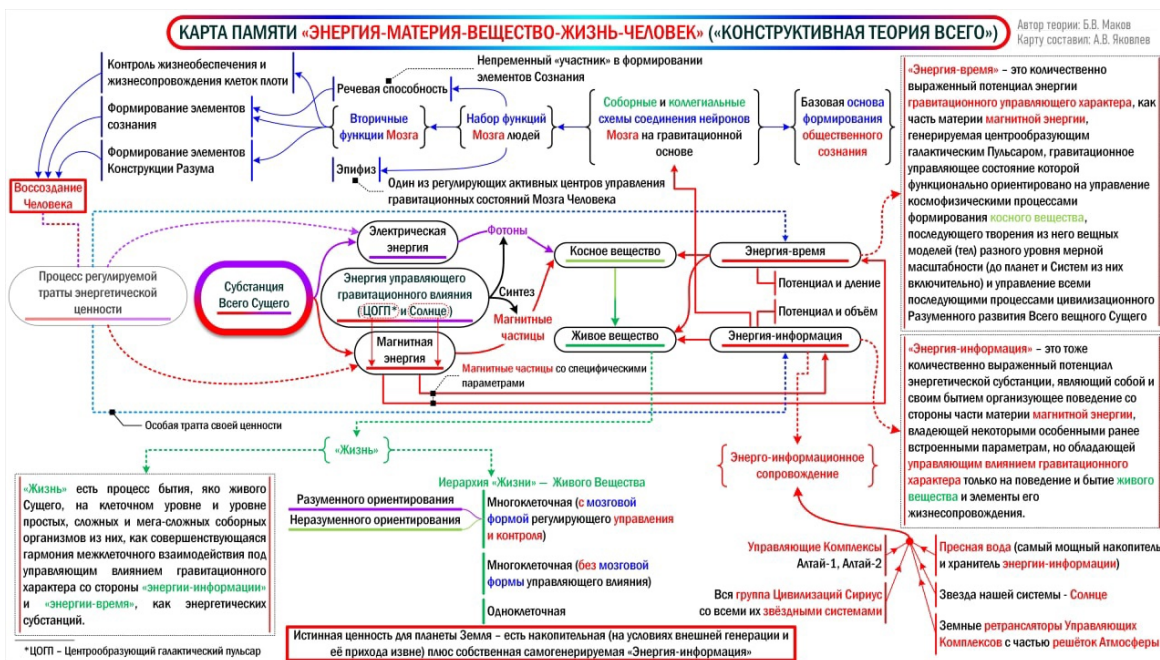 КАРТА ПАМЯТИ «ЭНЕРГИЯ-МАТЕРИЯ-ВЕЩЕСТВО-ЖИЗНЬ-ЧЕЛОВЕК» («КОНСТРУКТИВНАЯ ТЕОРИЯ ВСЕГО»)
Автор теории: Б.В. Маков
Карту составил: А.В. Яковлев
Контроль жизнеобеспечения и
жизнесопровождения клеток плоти
Формирование элементов
сознания
Формирование элементов
Конструкции Разума
Воссоздание
Человека
Непременный «участник» в формировании
элементов Сознания
Речевая способность
Вторичные
функции Мозга
Набор функций
Мозга людей
Эпифиз
Один из регулирующих активных центров управления
гравитационных состояний Мозга Человека
Соборные и коллегиальные
схемы соединения нейронов
Мозга на гравитационной
основе
Базовая основа
формирования
общественного
сознания
Процесс регулируемой
траты энергетической
ценности
Субстанция
Всего Сущего
Электрическая
энергия
Энергия управляющего
гравитационного влияния
(ЦОГП* и Солнце)
Магнитная
энергия
Фотоны
Синтез
Магнитные
частицы
Магнитные частицы со специфическими
параметрами
Косное вещество
Живое вещество
Энергия-время
Потенциал и дление
Потенциал и объём
Энергия-информация
Особая трата своей ценности
«Энергия-время» – это количественно
выраженный потенциал энергии
гравитационного управляющего характера, как
часть материи магнитной энергии,
генерируемая центрообразующим
галактическим Пульсаром, гравитационное
управляющее состояние которой
функционально ориентировано на управление
космофизическими процессами
формирования косного вещества,
последующего творения из него вещных
моделей (тел) разного уровня мерной
масштабности (до планет и Систем из них
включительно) и управление всеми
последующими процессами цивилизационного
Разуменного развития Всего вещного Сущего
«Энергия-информация» – это тоже
количественно выраженный потенциал
энергетической субстанции, являющий собой и
своим бытием организующее поведение со
стороны части материи магнитной энергии,
владеющей некоторыми особенными ранее
встроенными параметрам, но обладающей
управляющим влиянием гравитационного
характера только на поведение и бытие живого
вещества и элементы его
жизнесопровождения.
«Жизнь»
«Жизнь» есть процесс бытия, яко живого
Сущего, на клеточном уровне и уровне
простых, сложных и мега-сложных соборных
организмов из них, как совершенствующаяся
гармония межклеточного взаимодействия под
управляющим влиянием гравитационного
характера со стороны «энергии-информации»
и «энергии-время», как энергетических
субстанций.
*ЦОГП – Центрообразующий галактический пульсар
Иерархия «Жизни» — Живого Вещества
Разуменного ориентирования
Неразуменного ориентирования
Многоклеточная (с мозговой
формой регулирующего управления
и контроля)
Многоклеточная (без мозговой
формы управляющего влияния)
Одноклеточная
Истинная ценность для планеты Земля – есть накопительная (на условиях внешней генерации и
её прихода извне) плюс собственная самогенерируемая «Энергия-информация»
Энерго-информационное
сопровождение
Управляющие Комплексы
Алтай-1, Алтай-2
Вся группа Цивилизаций Сириус
со всеми их звёздными системами
Пресная вода (самый мощный накопитель
и хранитель энергии-информации)
Звезда нашей системы - Солнце
Земные ретрансляторы Управляющих
Комплексов с частью решёток Атмосферы